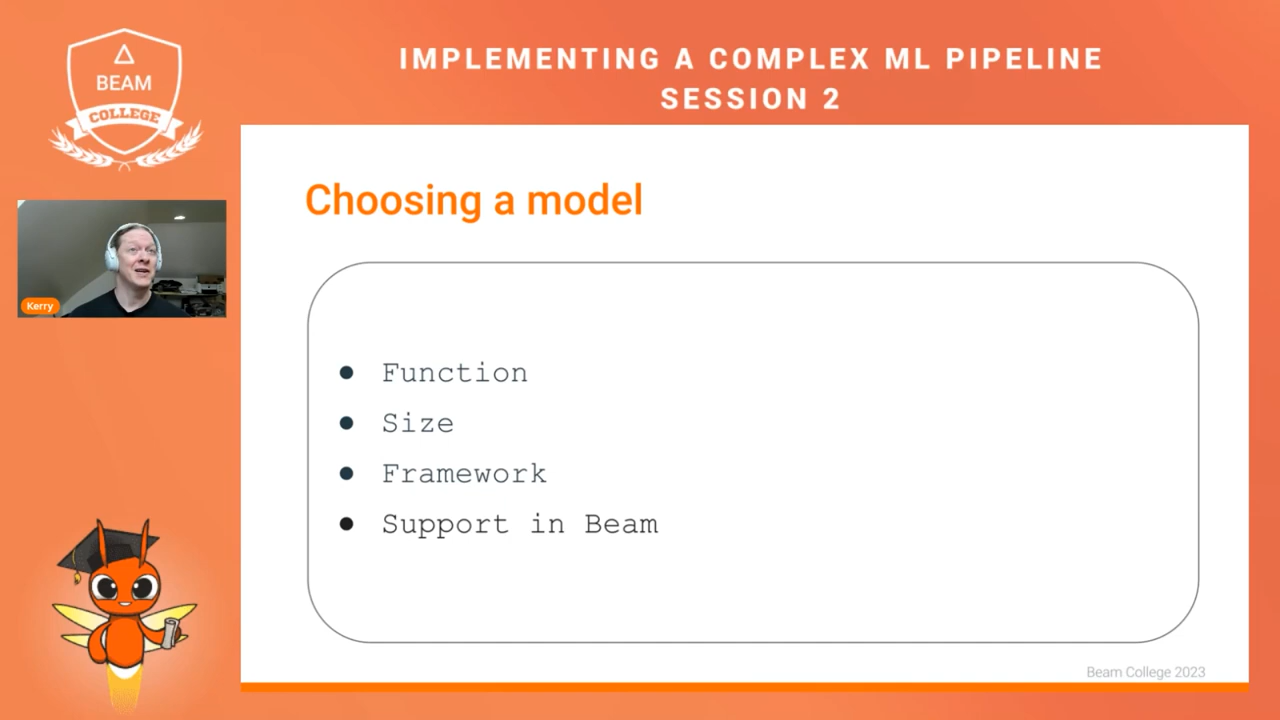 BEAM
COLLEGE
IMPLEMENTING A COMPLEX ML PIPELINE
SESSION 2
Kerry
Choosing a model
● Function
● Size
● Framework
● Support in Beam
Beam College 2023